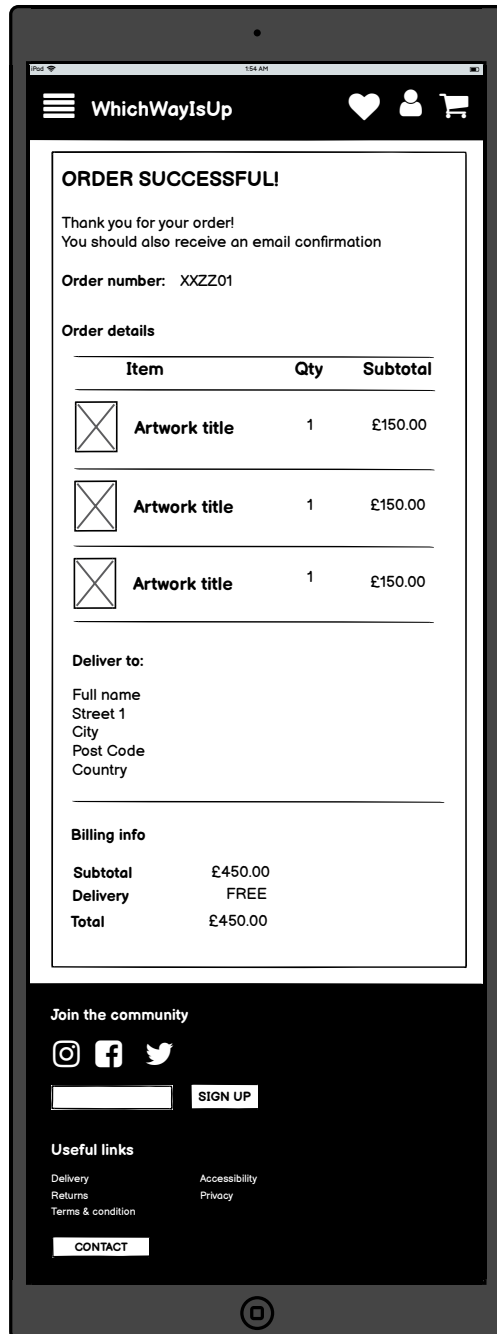 iPad 1:54 AM
WhichWayIsUp
ORDER SUCCESSFUL!
Thank you for your order!
You should also receive an email confirmation
Order number: XXZZ01
Order details
Item Qty Subtotal
Artwork title 1 £150.00
Artwork title 1 £150.00
Artwork title 1 £150.00
Deliver to:
Full name
Street 1
City
Post Code
Country
Billing info
Subtotal £450.00
Delivery FREE
Total £450.00
Join the community
SIGN UP
Useful links
Delivery Accessibility
Returns Privacy
Terms & condition
CONTACT